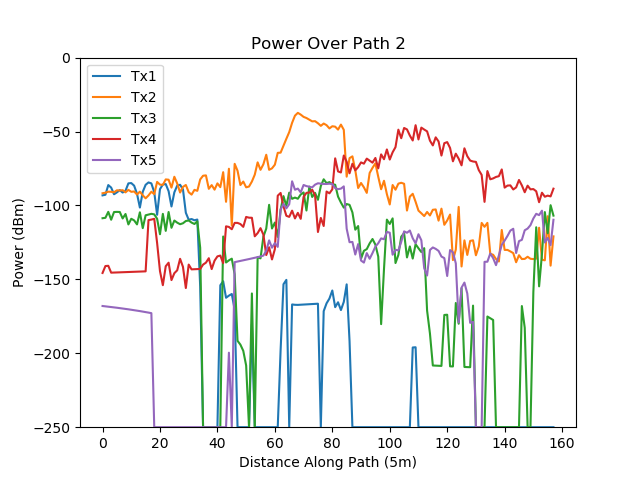 Power Over Path 2
Tx1
Tx2
Tx3
Tx4
Tx5
Power (dBm)
0
−50
−100
−150
−200
−250
0 20 40 60 80 100 120 140 160
Distance Along Path (5m)